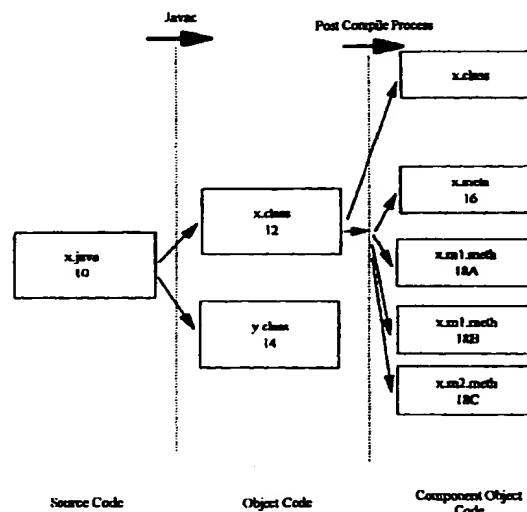 Javac
Post Compile Process
x.class
x.meta
16
x.class
12
x.java
10
x.m1.meth
18A
y.class
14
x.m1.meth
18B
x.m2.meth
18C
Source Code
Object Code
Component Object
Code